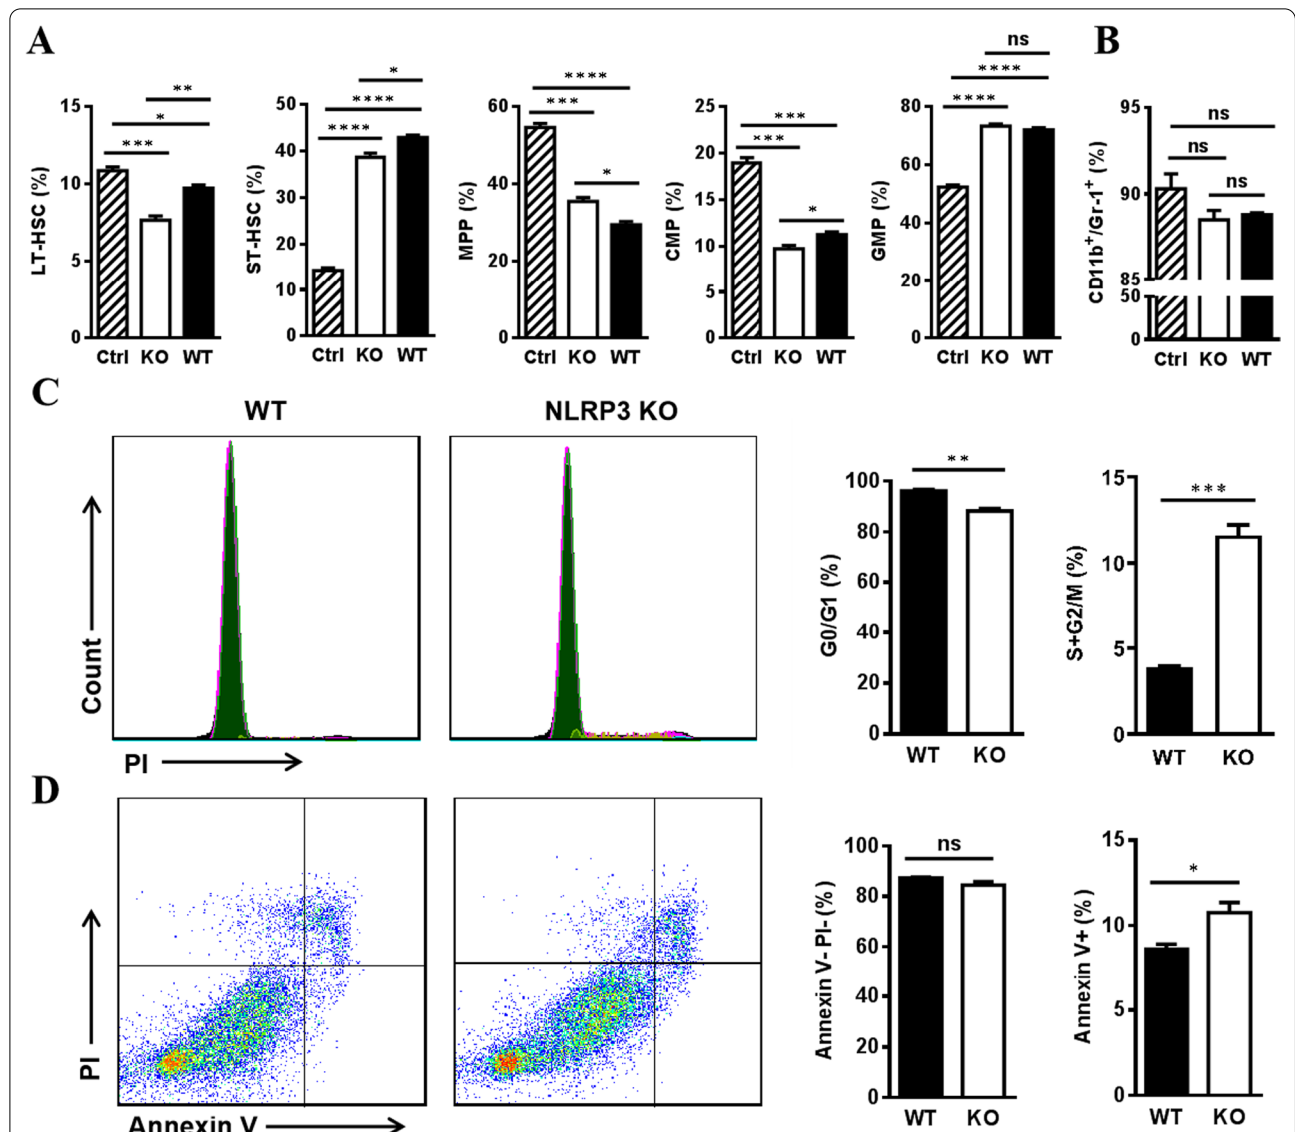 A
B
LT-HSC (%)
15
10
5
0
**
*
***
Ctrl KO WT
ST-HSC (%)
50
40
30
20
10
0
*
****
****
Ctrl KO WT
MPP (%)
60
40
20
0
****
***
*
Ctrl KO WT
CMP (%)
25
20
15
10
5
0
***
***
*
Ctrl KO WT
GMP (%)
80
60
40
20
0
ns
****
****
Ctrl KO WT
CD11b+/Gr-1+ (%)
95
90
85
50
0
ns
ns
ns
Ctrl KO WT
C
WT
NLRP3 KO
Count
PI
G0/G1 (%)
100
80
60
40
20
0
**
WT KO
S+G2/M (%)
15
10
5
0
***
WT KO
D
PI
Annexin V
Annexin V- PI- (%)
100
80
60
40
20
0
ns
WT KO
Annexin V+ (%)
15
10
5
0
*
WT KO